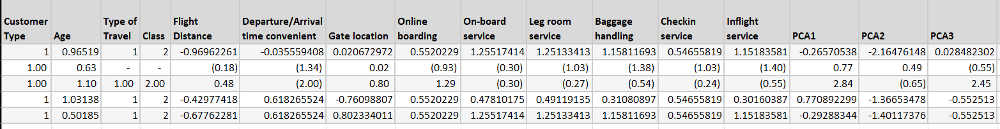 Customer Type Age Type of Travel Class Flight Distance Departure/Arrival time convenient Gate location Online boarding On-board service Leg room service Baggage handling Checkin service Inflight service PCA1 PCA2 PCA3
1 0.96519 1 2 -0.96962261 -0.035559408 0.020672972 0.5520229 1.25517414 1.25133413 1.15811693 0.54655819 1.15183581 -0.26570538 -2.16476148 0.028482302
1.00 0.63 - - (0.18) (1.34) 0.02 (0.93) (0.30) (1.03) (1.38) (1.03) (1.40) 0.77 0.49 (0.55)
1.00 1.10 1.00 2.00 0.48 (2.00) 0.80 1.29 (0.30) (0.27) (0.54) (0.24) (0.55) 2.84 (0.65) 2.45
1 1.03138 1 2 -0.42977418 0.618265524 -0.76098807 0.5520229 0.47810175 0.49119135 0.31080897 0.54655819 0.30160387 0.770892299 -1.36653478 -0.552513
1 0.50185 1 2 -0.67762281 0.618265524 0.802334011 0.5520229 1.25517414 1.25133413 1.15811693 0.54655819 1.15183581 -0.29288344 -1.40117376 -0.552513